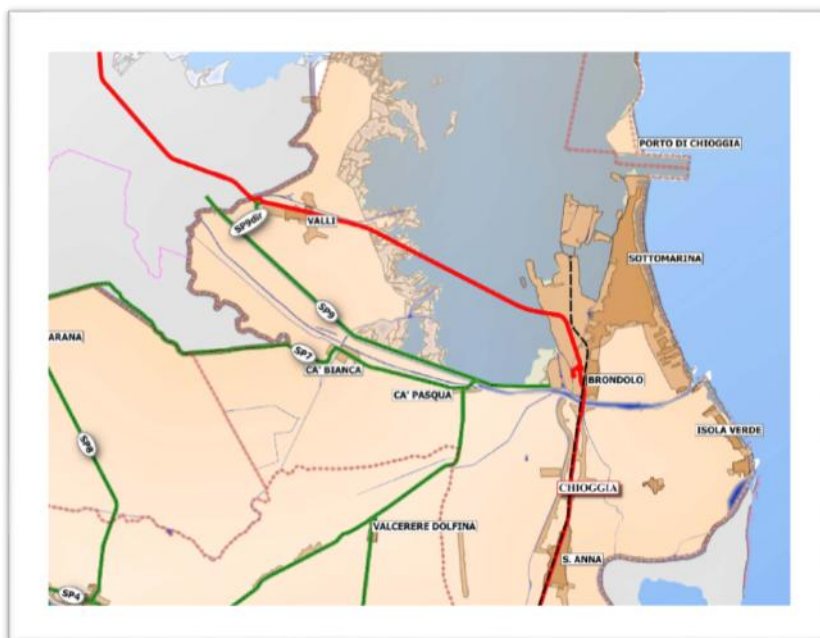 PORTO DI CHIOGGIA
SP9dir
VALLI
SOTTOMARINA
SP9
ARANA
SP7
CA' BIANCA
CA' PASQUA
BRONDOLO
ISOLA VERDE
SP8
CHIOGGIA
VALCERERE DOLFINA
S. ANNA
SP4